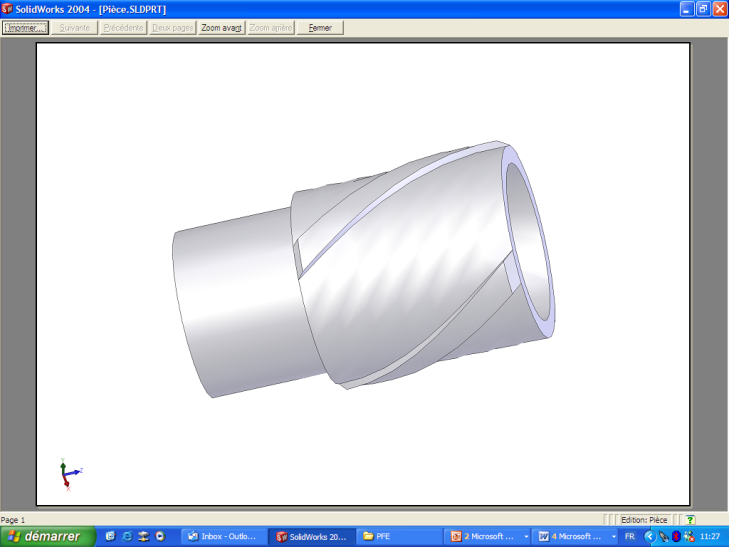 SolidWorks 2004 - [Pièce.SLDPRT]
Imprimer... Suivante Précédente Deux pages Zoom avant Zoom arrière Fermer
Y
Z
X
Page 1 Edition: Pièce
démarrer Inbox - Outlo... SolidWorks 20... PFE 2 Microsoft ... 4 Microsoft ... FR 11:27